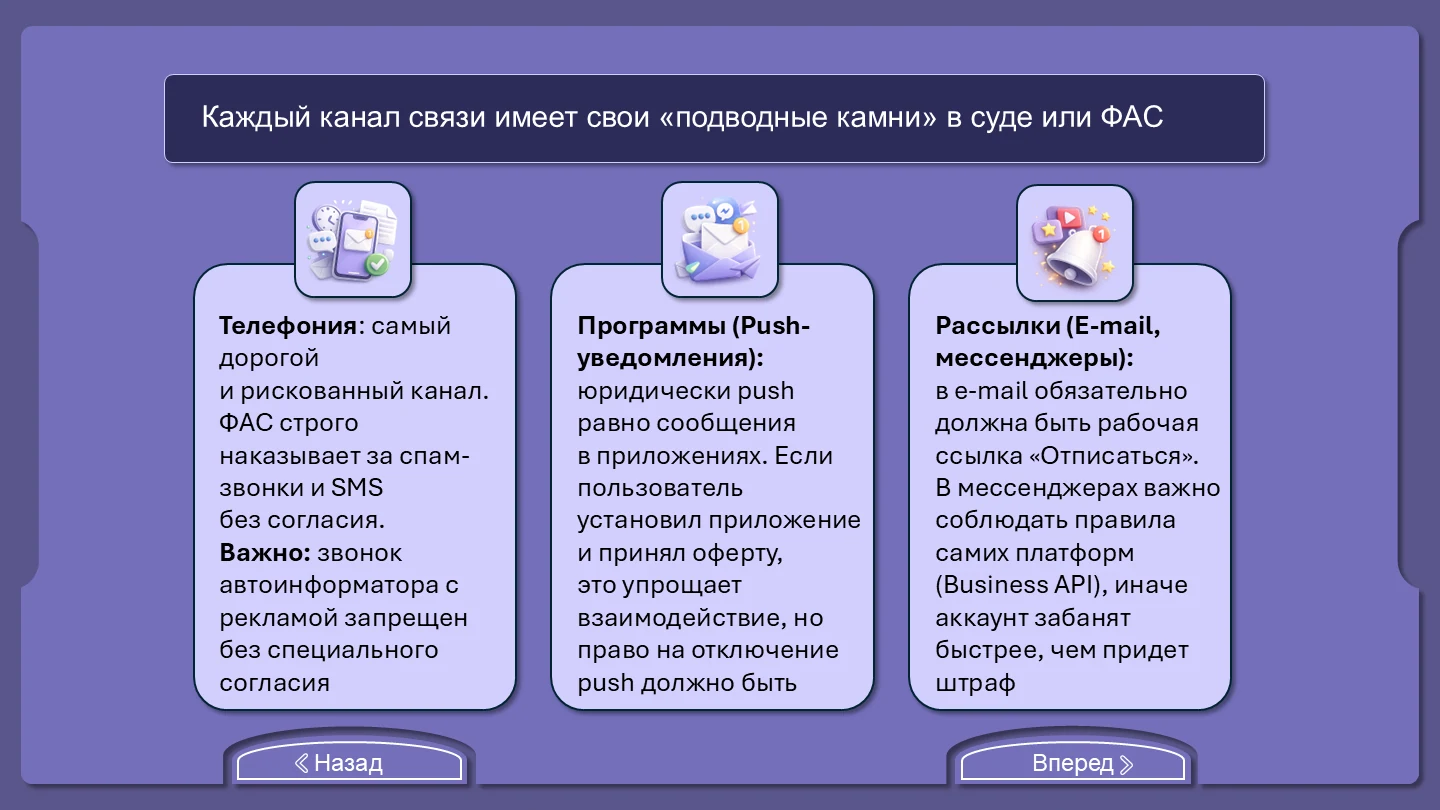 Каждый канал связи имеет свои «подводные камни» в суде или ФАС
Телефония: самый
дорогой
и рискованный канал.
ФАС строго
наказывает за спам-
звонки и SMS
без согласия.
Важно: звонок
автоинформатора с
рекламой запрещен
без специального
согласия
Программы (Push-
уведомления):
юридически push
равно сообщения
в приложениях. Если
пользователь
установил приложение
и принял оферту,
это упрощает
взаимодействие, но
право на отключение
push должно быть
Рассылки (E-mail,
мессенджеры):
в e-mail обязательно
должна быть рабочая
ссылка «Отписаться».
В мессенджерах важно
соблюдать правила
самих платформ
(Business API), иначе
аккаунт забанят
быстрее, чем придет
штраф
Назад
Вперед